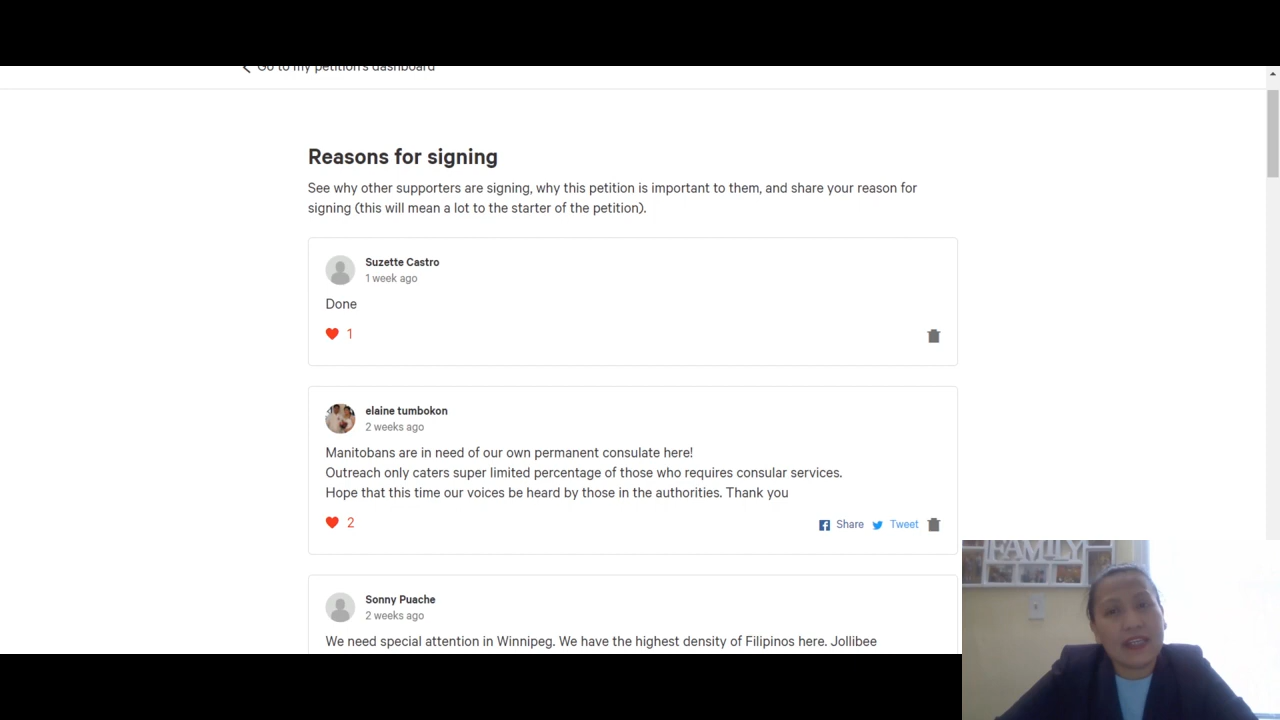 Go to my petition's dashboard
Reasons for signing
See why other supporters are signing, why this petition is important to them, and share your reason for
signing (this will mean a lot to the starter of the petition).
Suzette Castro
1 week ago
Done
1
elaine tumbokon
2 weeks ago
Manitobans are in need of our own permanent consulate here!
Outreach only caters super limited percentage of those who requires consular services.
Hope that this time our voices be heard by those in the authorities. Thank you
2
Share Tweet
Sonny Puache
2 weeks ago
We need special attention in Winnipeg. We have the highest density of Filipinos here. Jollibee
FAMILY